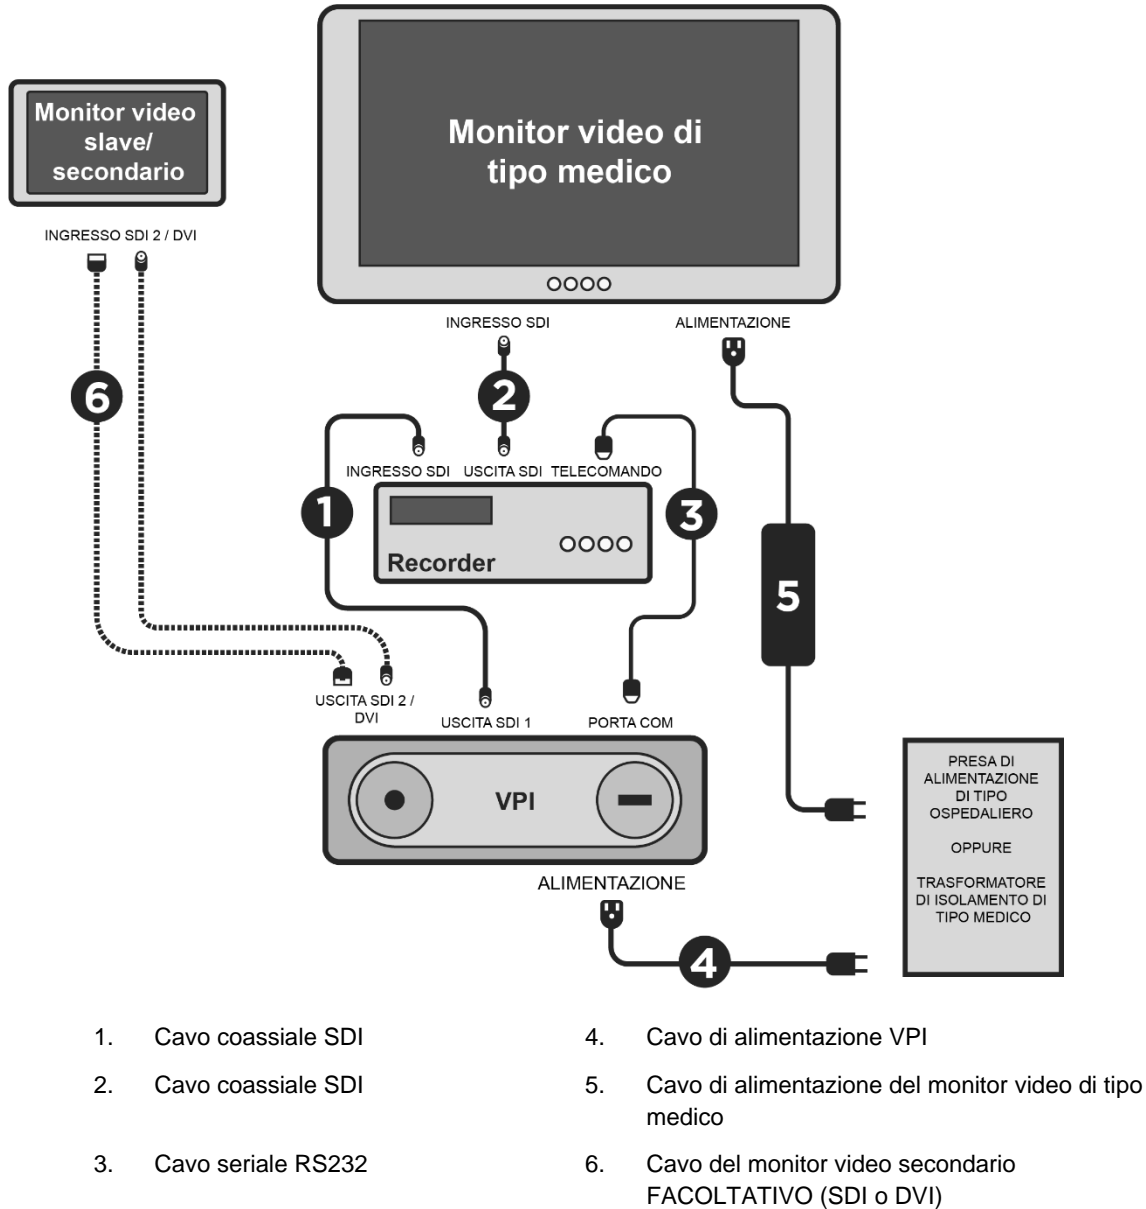 Monitor video
slave/
secondario
Monitor video di
tipo medico
INGRESSO SDI 2 / DVI
INGRESSO SDI
ALIMENTAZIONE
6
2
INGRESSO SDI
USCITA SDI
TELECOMANDO
1
3
Recorder
5
USCITA SDI 2 /
DVI
USCITA SDI 1
PORTA COM
VPI
PRESA DI
ALIMENTAZIONE
DI TIPO
OSPEDALIERO
OPPURE
TRASFORMATORE
DI ISOLAMENTO DI
TIPO MEDICO
ALIMENTAZIONE
4
1. Cavo coassiale SDI
2. Cavo coassiale SDI
3. Cavo seriale RS232
4. Cavo di alimentazione VPI
5. Cavo di alimentazione del monitor video di tipo
medico
6. Cavo del monitor video secondario
FACOLTATIVO (SDI o DVI)